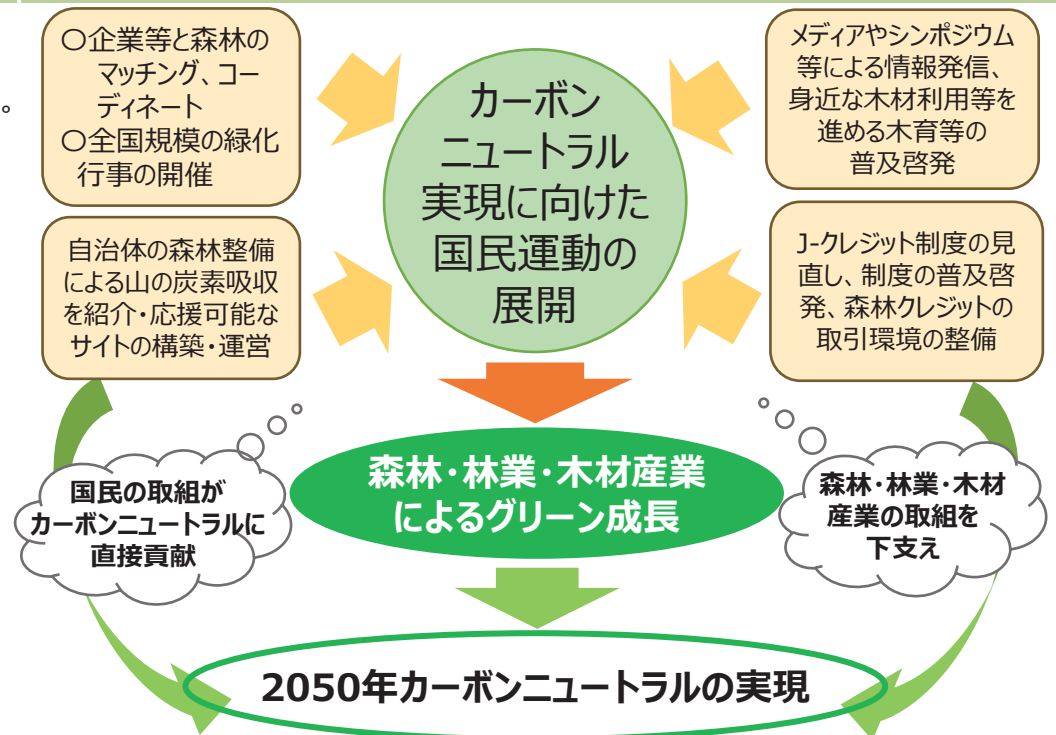 。
〇企業等と森林の
マッチング、コー
ディネート
〇全国規模の緑化
行事の開催
自治体の森林整備
による山の炭素吸収
を紹介・応援可能な
サイトの構築・運営
カーボン
ニュートラル
実現に向けた
国民運動の
展開
メディアやシンポジウム
等による情報発信、
身近な木材利用等を
進める木育等の
普及啓発
J-クレジット制度の見
直し、制度の普及啓
発、森林クレジットの
取引環境の整備
国民の取組が
カーボンニュートラルに
直接貢献
森林・林業・木材産業
によるグリーン成長
森林・林業・木材
産業の取組を
下支え
2050年カーボンニュートラルの実現